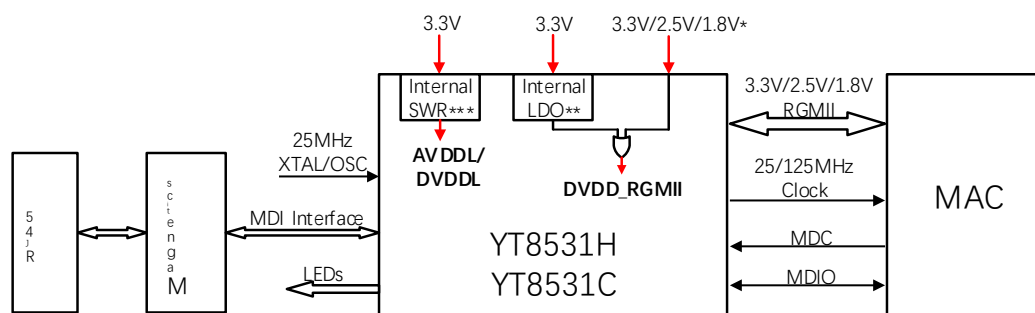 3.3V
3.3V
3.3V/2.5V/1.8V*
Internal
SWR***
Internal
LDO**
AVDDL/
DVDDL
DVDD_RGMII
3.3V/2.5V/1.8V
RGMII
25MHz
XTAL/OSC
25/125MHz
Clock
RJ45
Magnetics
MDI Interface
LEDs
YT8531H
YT8531C
MDC
MDIO
MAC